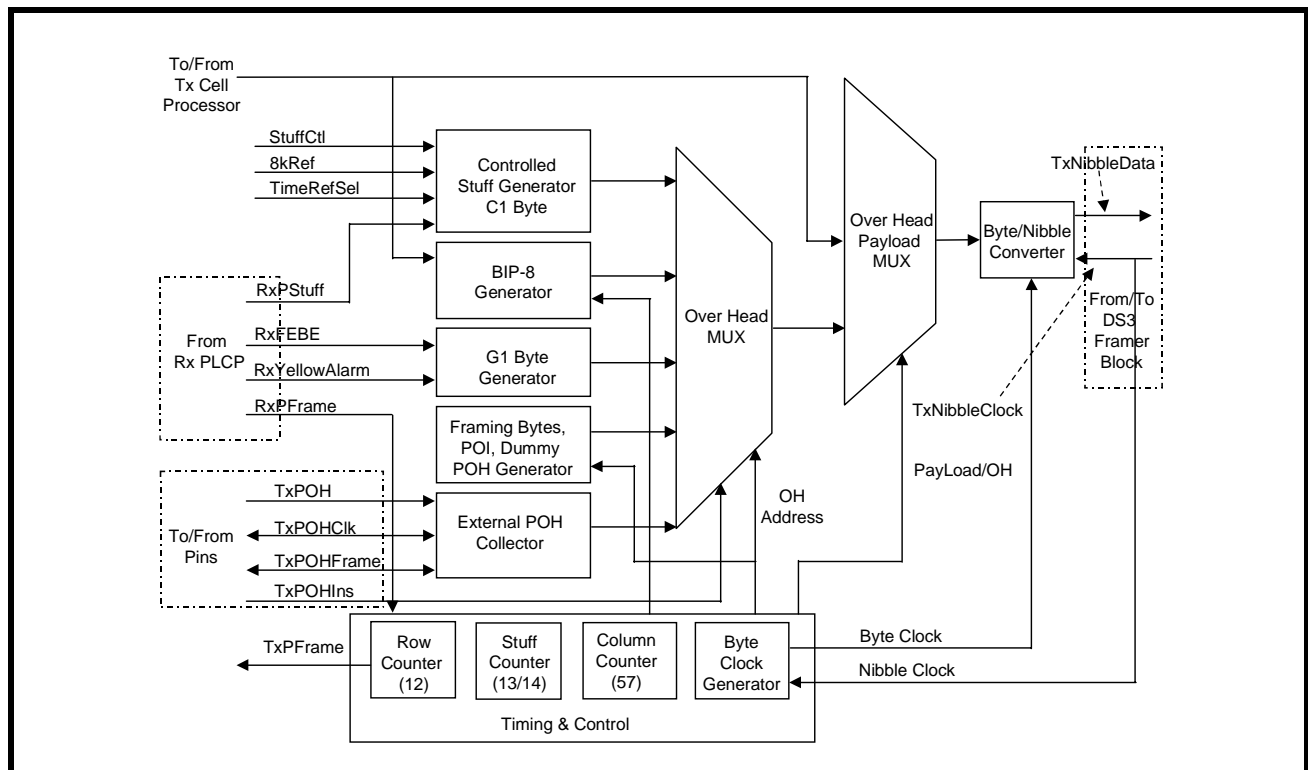 To/From
Tx Cell
Processor
StuffCtl
8kRef
TimeRefSel
Controlled
Stuff Generator
C1 Byte
BIP-8
Generator
RxPStuff
From
Rx PLCP
RxFEBE
RxYellowAlarm
RxPFrame
G1 Byte
Generator
Framing Bytes,
POI, Dummy
POH Generator
To/From
Pins
TxPOH
TxPOHClk
TxPOHFrame
TxPOHIns
External POH
Collector
Over Head
MUX
Over Head
Payload
MUX
Byte/Nibble
Converter
TxNibbleData
From/To
DS3
Framer
Block
TxNibbleClock
PayLoad/OH
OH
Address
TxPFrame
Row
Counter
(12)
Stuff
Counter
(13/14)
Column
Counter
(57)
Byte
Clock
Generator
Byte Clock
Nibble Clock
Timing & Control